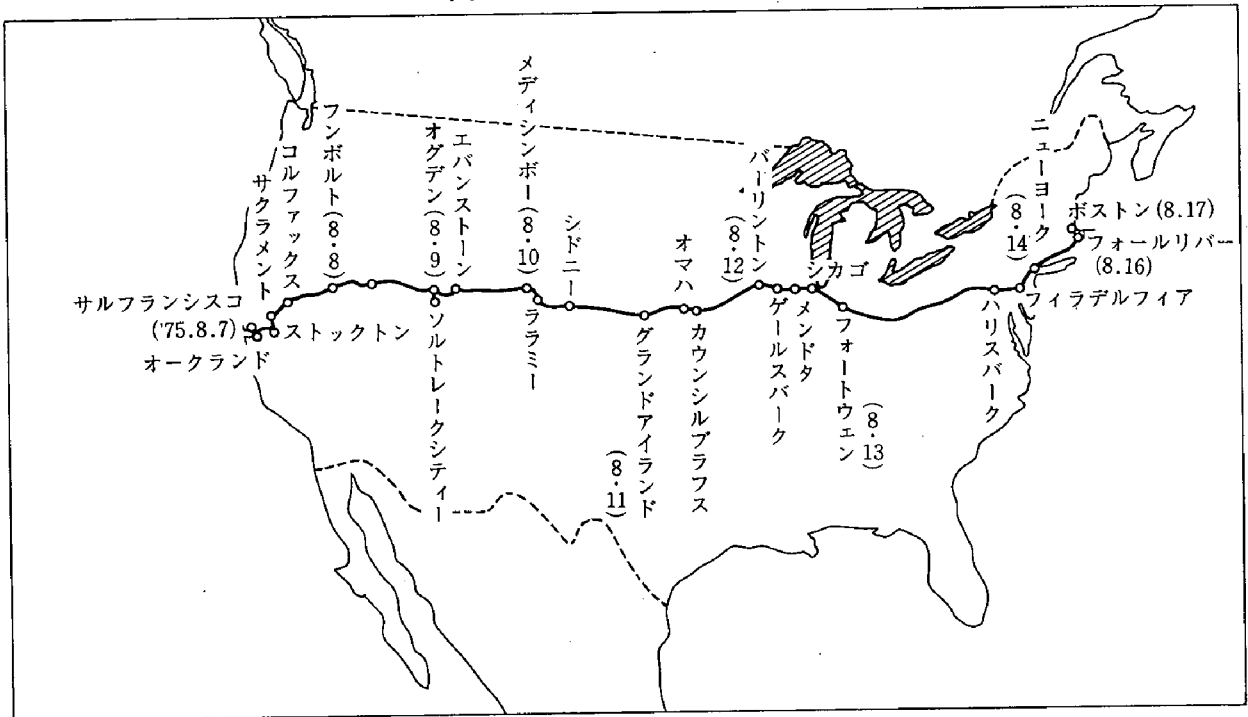 サルフランシスコ
('75.8.7)
オークランド
ストックトン
サクラメント
コルファックス
フンボルト(8・8)
オグデン(8・9)
ソルトレークシティー
エバンストーン
メディシンボー(8・10)
ララミー
シドニー
グランドアイランド
(8・11)
オマハ
カウンシルブラフス
バーリントン
(8・12)
ゲールスバーク
メンドタ
シカゴ
フォートウェン
(8・13)
ハリスバーク
フィラデルフィア
ニューヨーク
(8・14)
フォールリバー
(8.16)
ボストン(8.17)